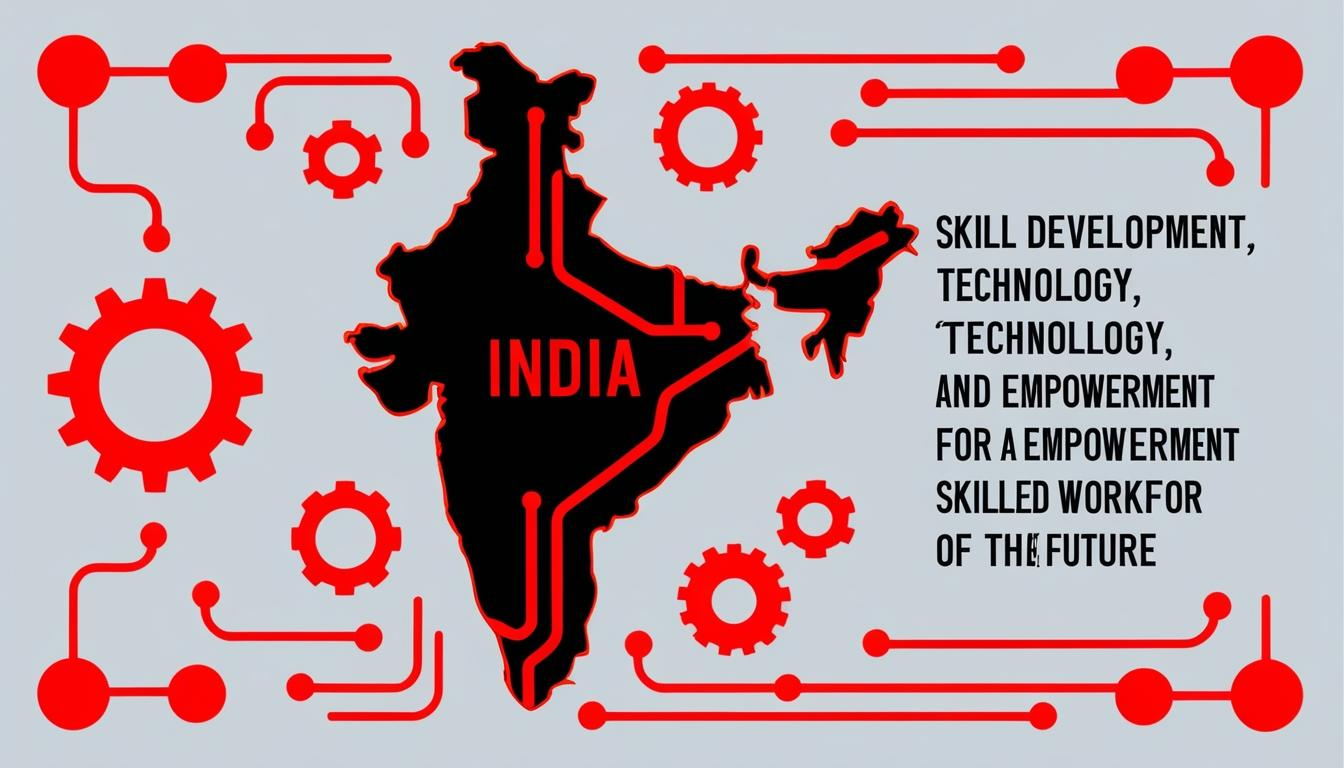 INDIA
SKILL DEVELOPMENT,
TECHNOLOGY,
‘TECHNOLLOGY,
AND EMPOWERMENT
FOR A EMPOWERMENT
SKILLED WORKFOR
OF THE FUTURE